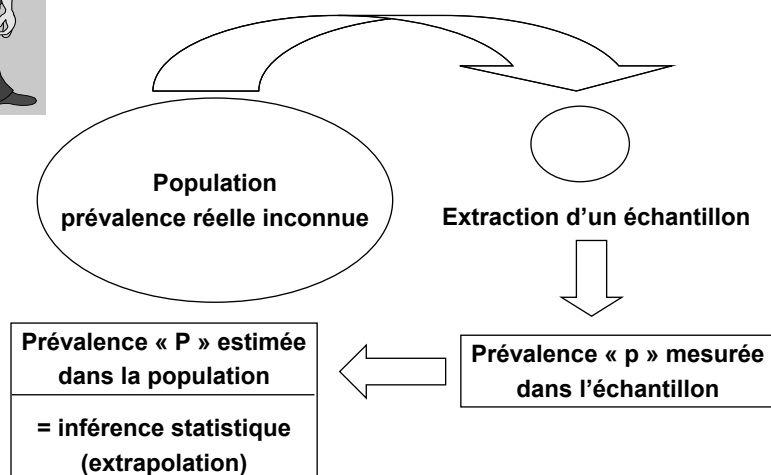 Population
prévalence réelle inconnue
Extraction d’un échantillon
Prévalence « p » mesurée
dans l’échantillon
Prévalence « P » estimée
dans la population
= inférence statistique
(extrapolation)